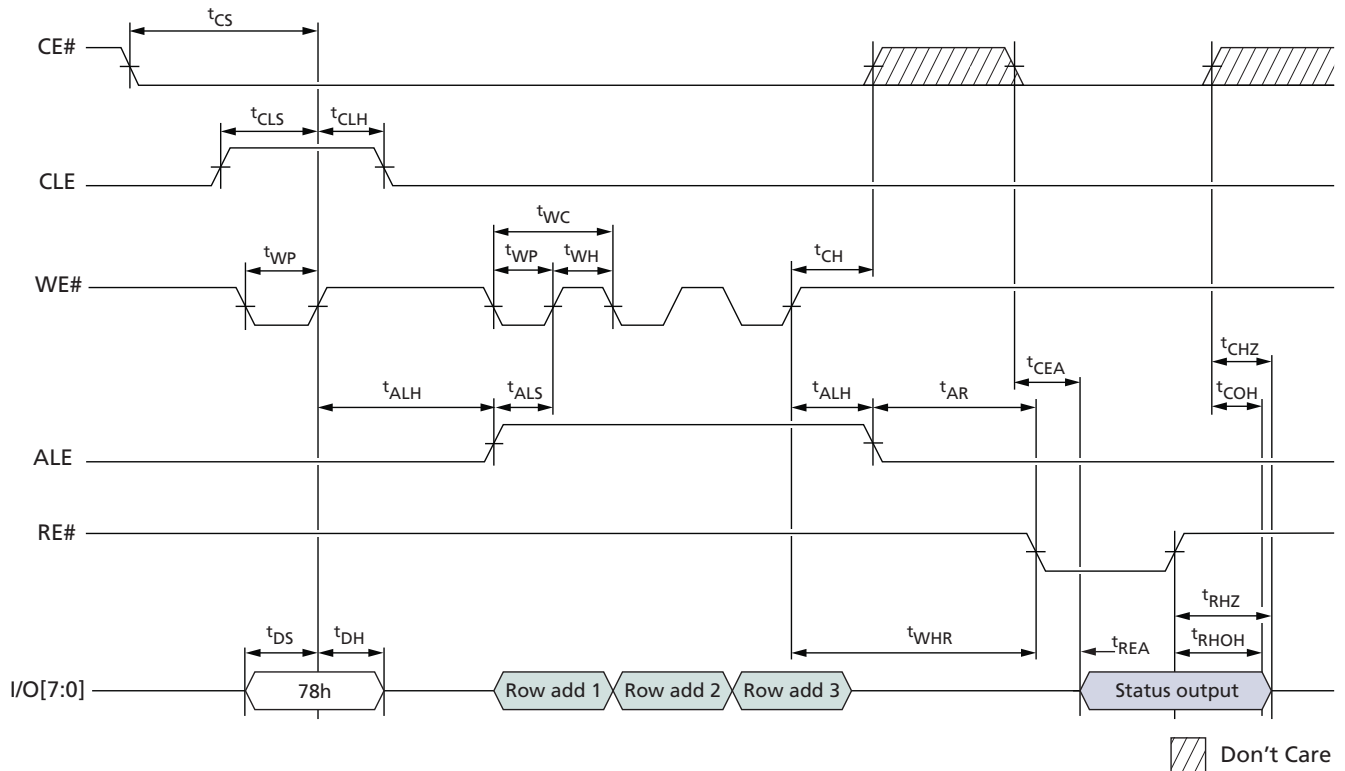 tCS
CE#
tCLS tCLH
CLE
tWC
tWP tWP tWH tCH
WE#
tCHZ
tCEA
tALH tALS tALH tAR tCOH
ALE
RE#
tRHZ
tDS tDH tWHR tREA tRHOH
I/O[7:0] 78h Row add 1 Row add 2 Row add 3 Status output
Don't Care